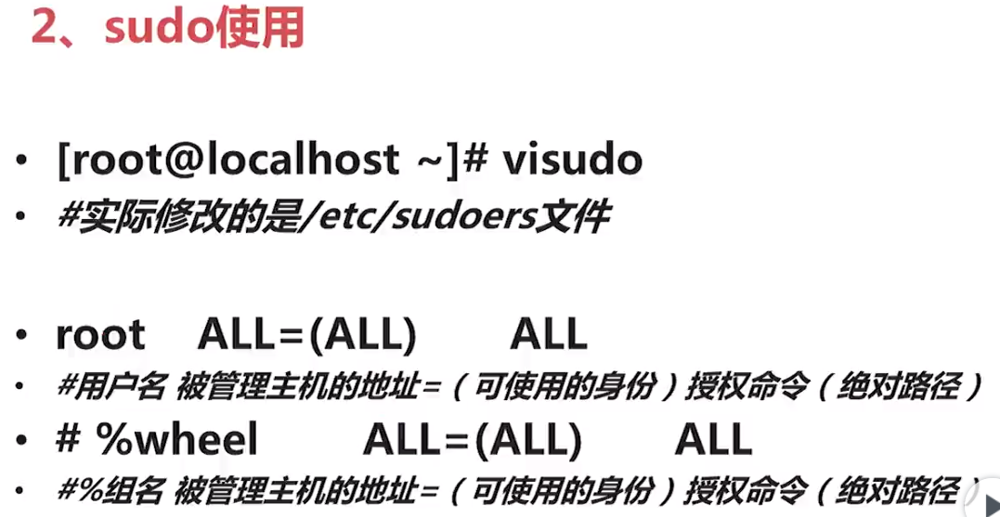 2、sudo使用
• [root@localhost ~]# visudo
• #实际修改的是/etc/sudoers文件
• root ALL=(ALL) ALL
• #用户名 被管理主机的地址=（可使用的身份）授权命令（绝对路径）
• # %wheel ALL=(ALL) ALL
• #%组名 被管理主机的地址=（可使用的身份）授权命令（绝对路径）